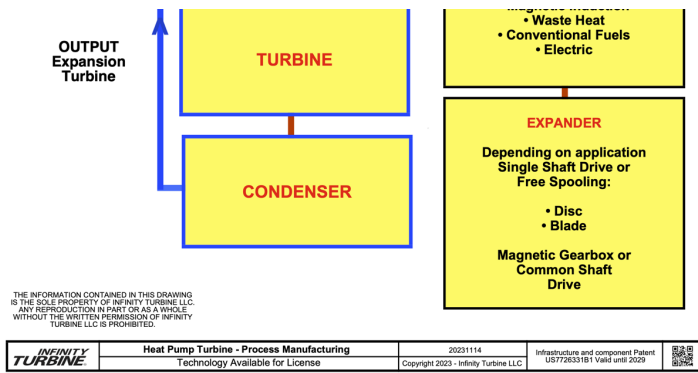 Magnetic Induction
• Waste Heat
• Conventional Fuels
• Electric
OUTPUT
Expansion
Turbine
TURBINE
CONDENSER
EXPANDER
Depending on application
Single Shaft Drive or
Free Spooling:
• Disc
• Blade
Magnetic Gearbox or
Common Shaft
Drive
THE INFORMATION CONTAINED IN THIS DRAWING
IS THE SOLE PROPERTY OF INFINITY TURBINE LLC.
ANY REPRODUCTION IN PART OR AS A WHOLE
WITHOUT THE WRITTEN PERMISSION OF INFINITY
TURBINE LLC IS PROHIBITED.
INFINITY
TURBINE
Heat Pump Turbine - Process Manufacturing
Technology Available for License
20231114
Copyright 2023 - Infinity Turbine LLC
Infrastructure and component Patent
US7726331B1 Valid until 2029